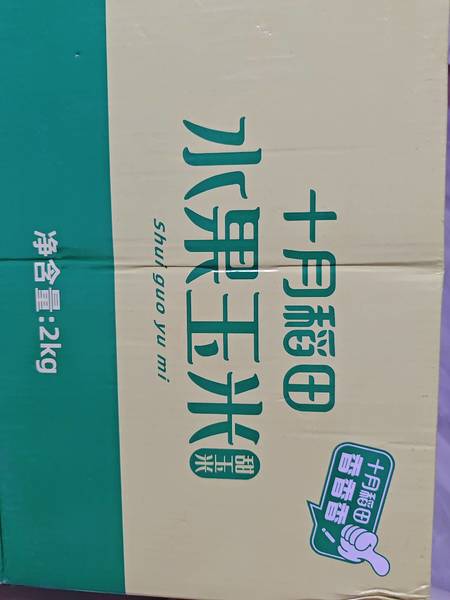 十月稻田
水果玉米
甜玉米
Shui guo yu mi
净含量:2kg
十月稻田
香香香!